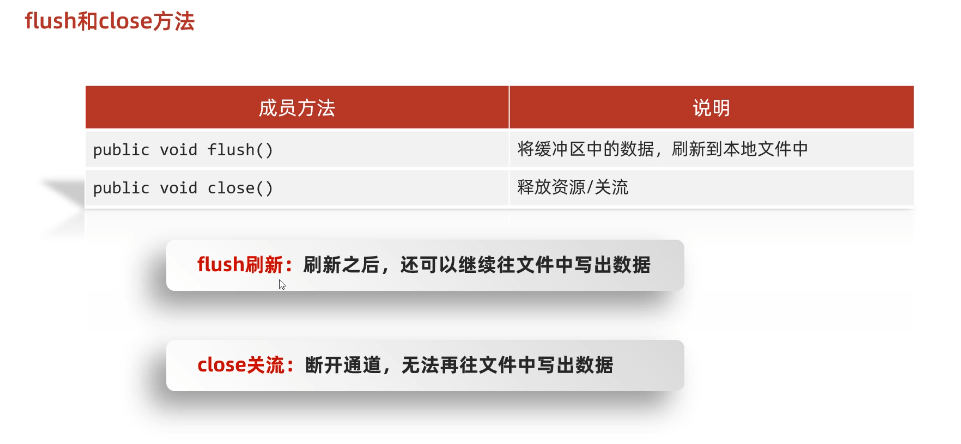 flush和close方法
成员方法 说明
public void flush() 将缓冲区中的数据，刷新到本地文件中
public void close() 释放资源/关流
flush刷新：刷新之后，还可以继续往文件中写出数据
close关流：断开通道，无法再往文件中写出数据